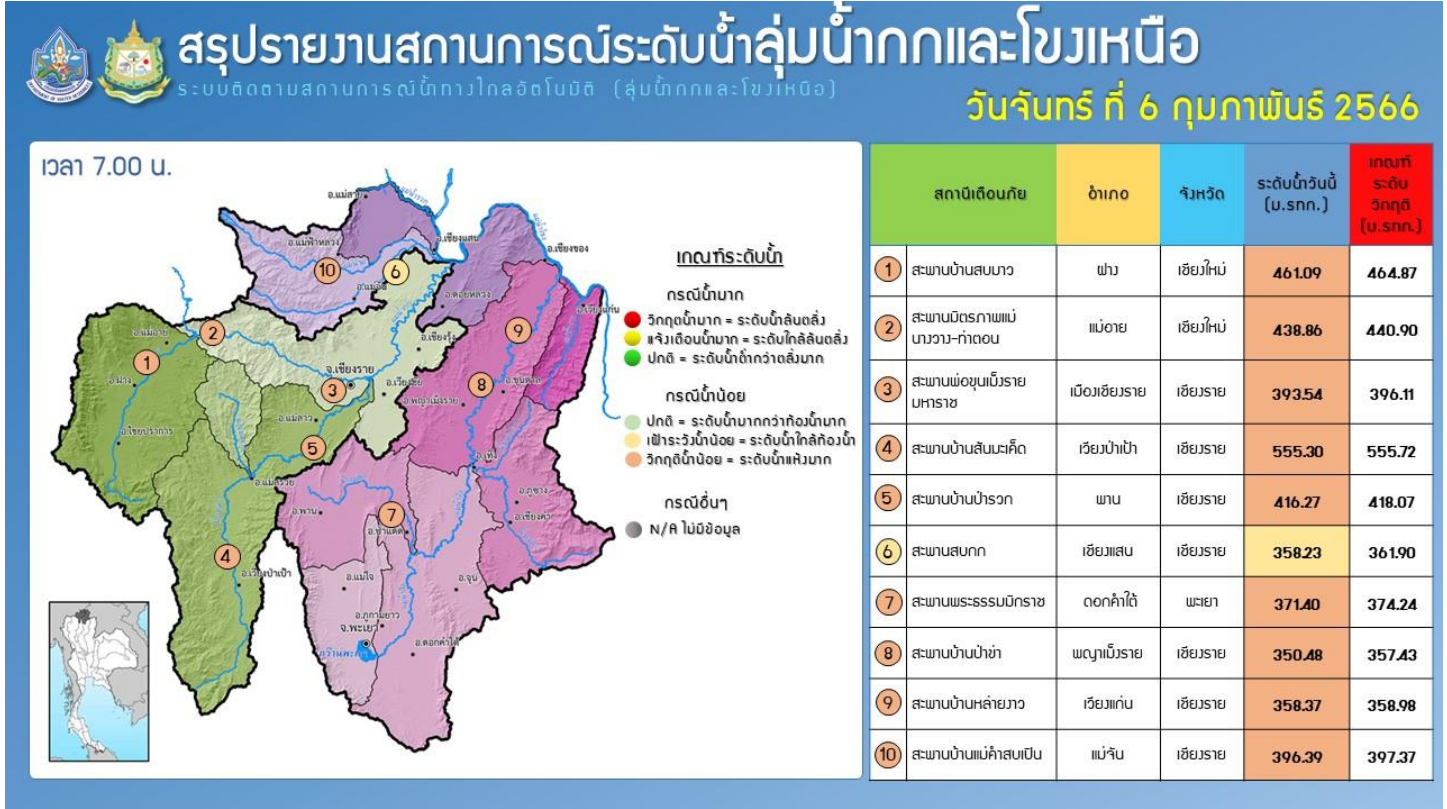 สรุปรายงานสถานการณ์ระดับน้ำลุ่มน้ำกกและโขงเหนือ
ระบบติดตามสถานการณ์น้ำทางไกลอัตโนมัติ (ลุ่มน้ำกกและโขงเหนือ)
วันจันทร์ ที่ 6 กุมภาพันธ์ 2566
เวลา 7.00 น.
อ.แม่สาย
แม่น้ำรวก
แม่น้ำโขง
อ.แม่ฟ้าหลวง
อ.เชียงแสน
อ.เชียงของ
10
6
อ.ดอยหลวง
อ.เวียงแก่น
อ.แม่อาย
2
อ.เชียงรุ้ง
9
1
จ.เชียงราย
3
อ.ฝาง
อ.พญาเม็งราย
8
อ.ขุนตาล
อ.แม่ลาว
อ.ไชยปราการ
5
อ.เทิง
อ.แม่สรวย
อ.ภูซาง
อ.พาน
อ.เชียงคำ
7
อ.ป่าแดด
4
อ.เวียงป่าเป้า
อ.แม่ใจ
อ.จุน
อ.ภูกามยาว
จ.พะเยา
อ.ดอกคำใต้
กว๊านพะเยา
เกณฑ์ระดับน้ำ
กรณีน้ำมาก
วิกฤตน้ำมาก = ระดับน้ำล้นตลิ่ง
แจ้งเตือนน้ำมาก = ระดับใกล้ล้นตลิ่ง
ปกติ = ระดับน้ำต่ำกว่าตลิ่งมาก
กรณีน้ำน้อย
ปกติ = ระดับน้ำมากกว่าท้องน้ำมาก
เฝ้าระวังน้ำน้อย = ระดับน้ำใกล้ท้องน้ำ
วิกฤติน้ำน้อย = ระดับน้ำแห้งมาก
กรณีอื่นๆ
N/A ไม่มีข้อมูล
สถานีเตือนภัย อำเภอ จังหวัด ระดับน้ำวันนี้ (ม.รทก.) เกณฑ์ระดับวิกฤติ (ม.รทก.)
1 สะพานบ้านสบมาว ฝาง เชียงใหม่ 461.09 464.87
2 สะพานมิตรภาพแม่นางวาง-ท่าตอน แม่อาย เชียงใหม่ 438.86 440.90
3 สะพานพ่อขุนเม็งรายมหาราช เมืองเชียงราย เชียงราย 393.54 396.11
4 สะพานบ้านสันมะเค็ด เวียงป่าเป้า เชียงราย 555.30 555.72
5 สะพานบ้านป่ารวก พาน เชียงราย 416.27 418.07
6 สะพานสบกก เชียงแสน เชียงราย 358.23 361.90
7 สะพานพระธรรมมิกราช ดอกคำใต้ พะเยา 371.40 374.24
8 สะพานบ้านป่าข่า พญาเม็งราย เชียงราย 350.48 357.43
9 สะพานบ้านหล่ายงาว เวียงแก่น เชียงราย 358.37 358.98
10 สะพานบ้านแม่คำสบเปิน แม่จัน เชียงราย 396.39 397.37